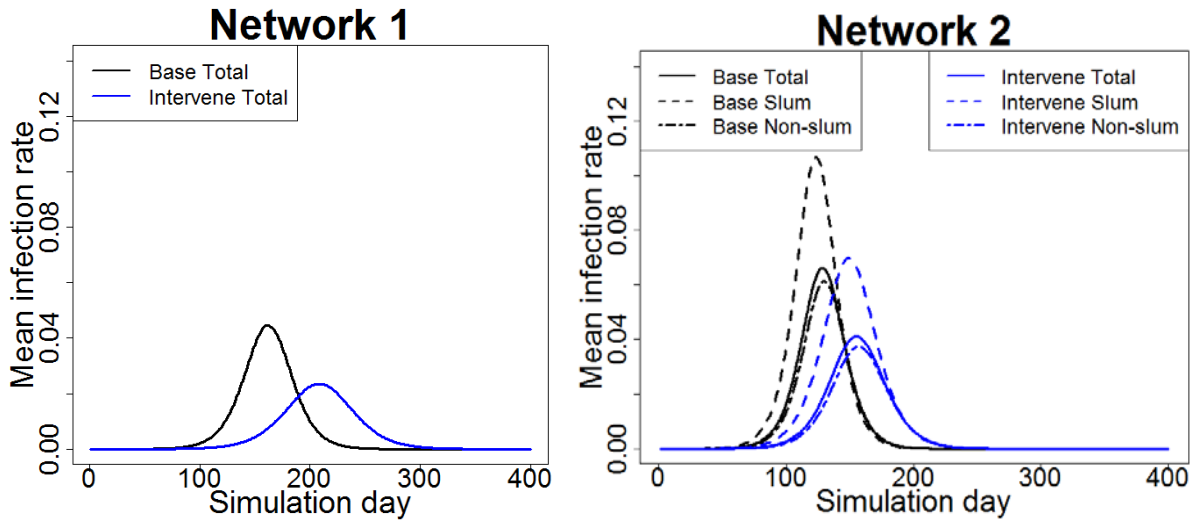 Network 1
Base Total
Intervene Total
Mean infection rate
0.00
0.04
0.08
0.12
0
100
200
300
400
Simulation day
Network 2
Base Total
Base Slum
Base Non-slum
Intervene Total
Intervene Slum
Intervene Non-slum
Mean infection rate
0.00
0.04
0.08
0.12
0
100
200
300
400
Simulation day